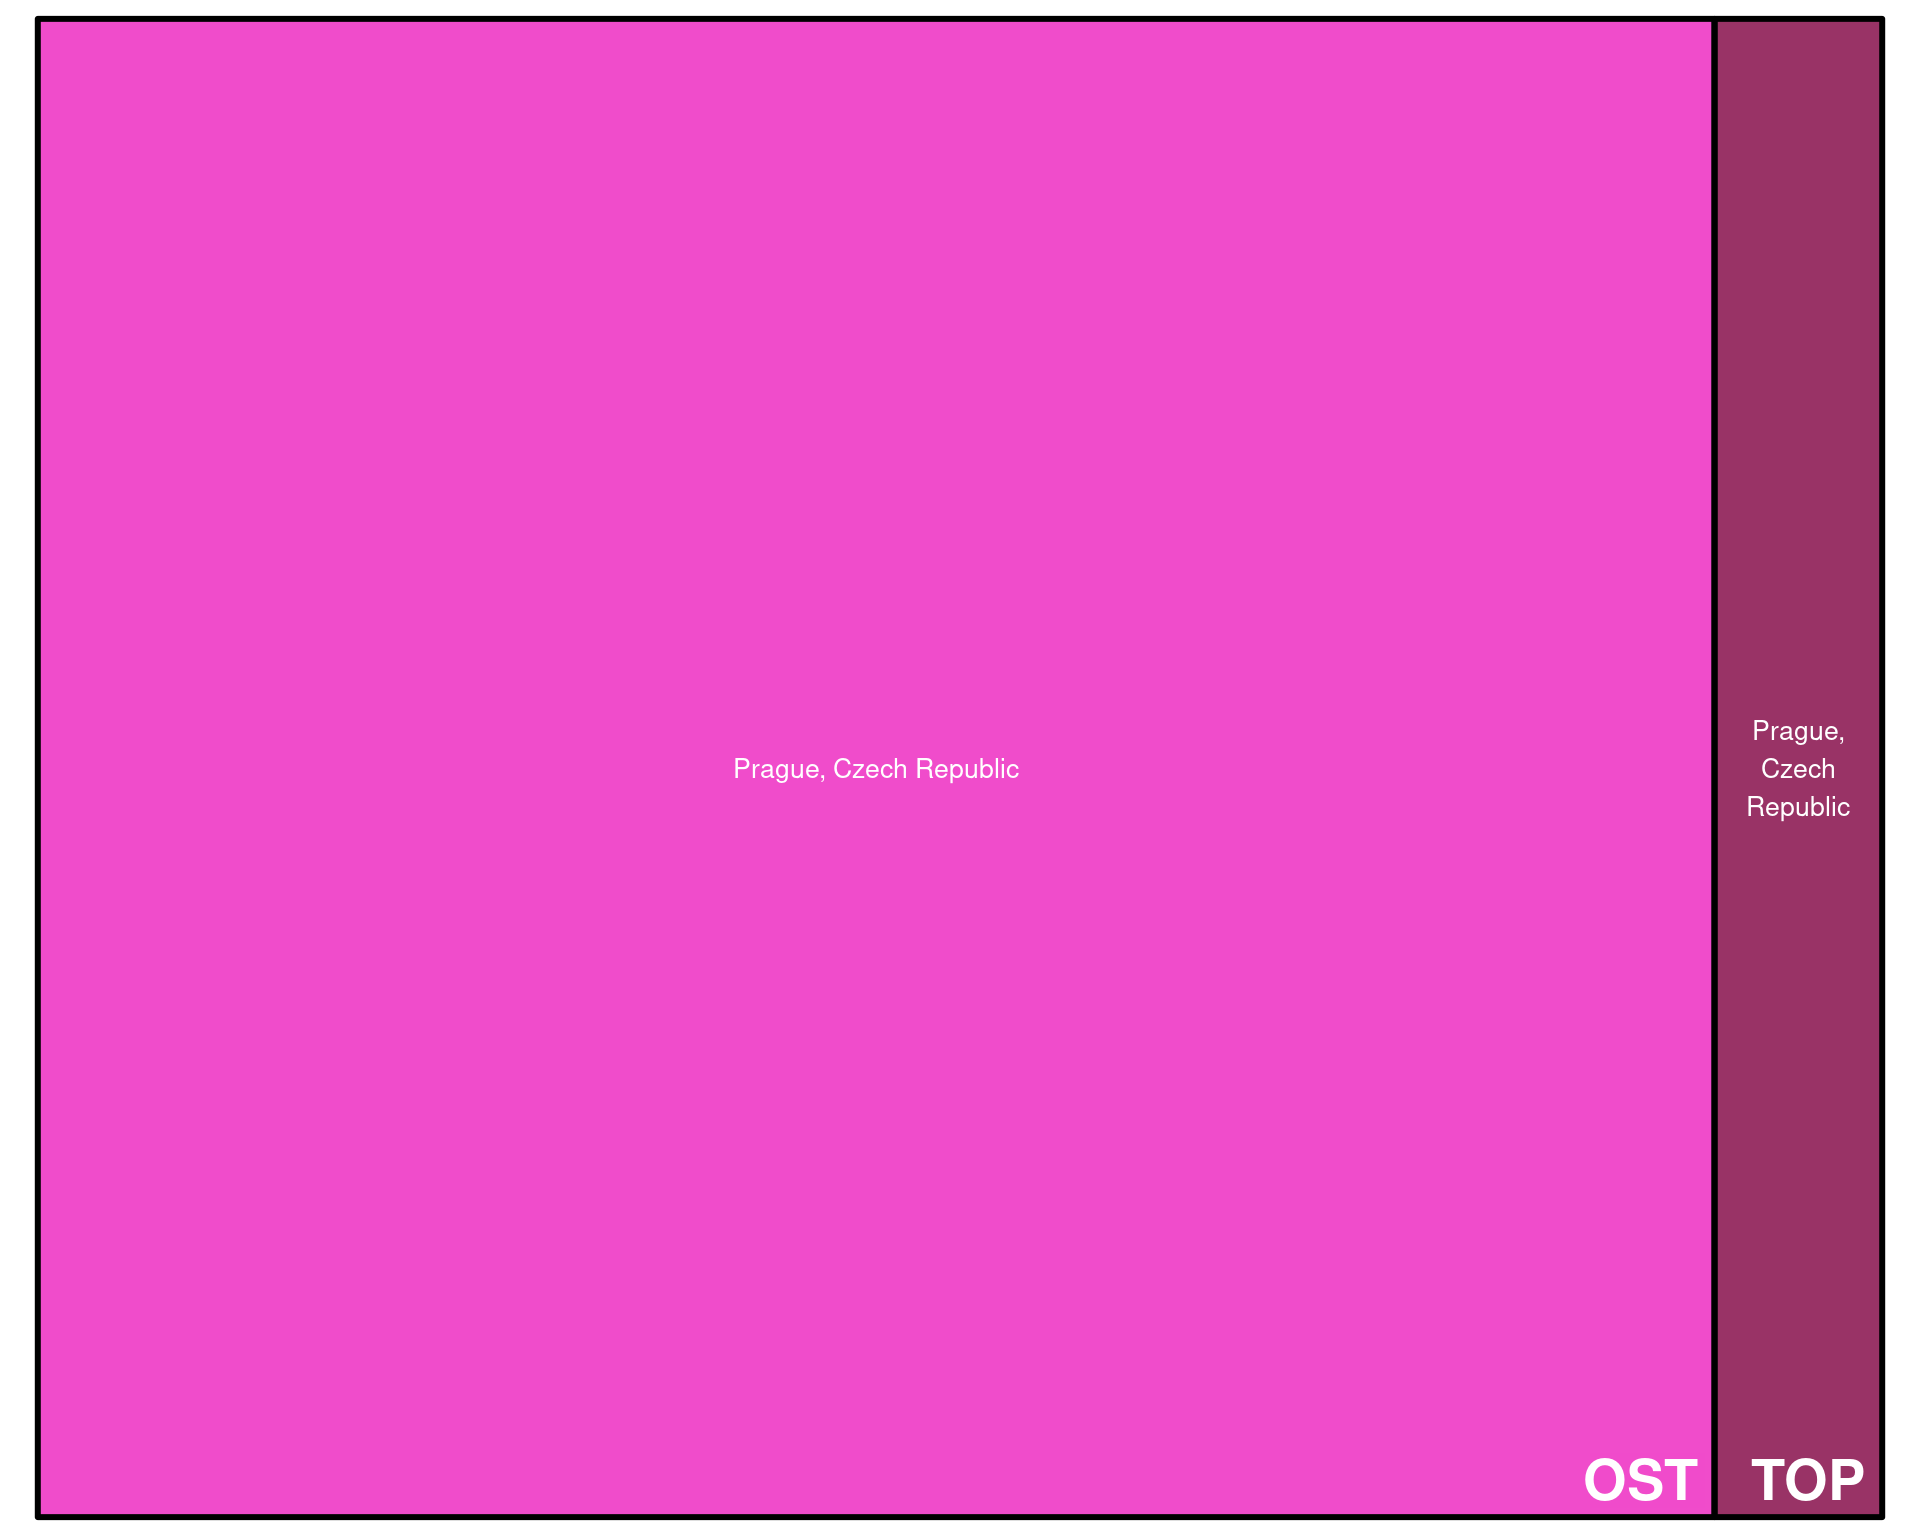 Prague, Czech Republic
OST
Prague,
Czech
Republic
TOP